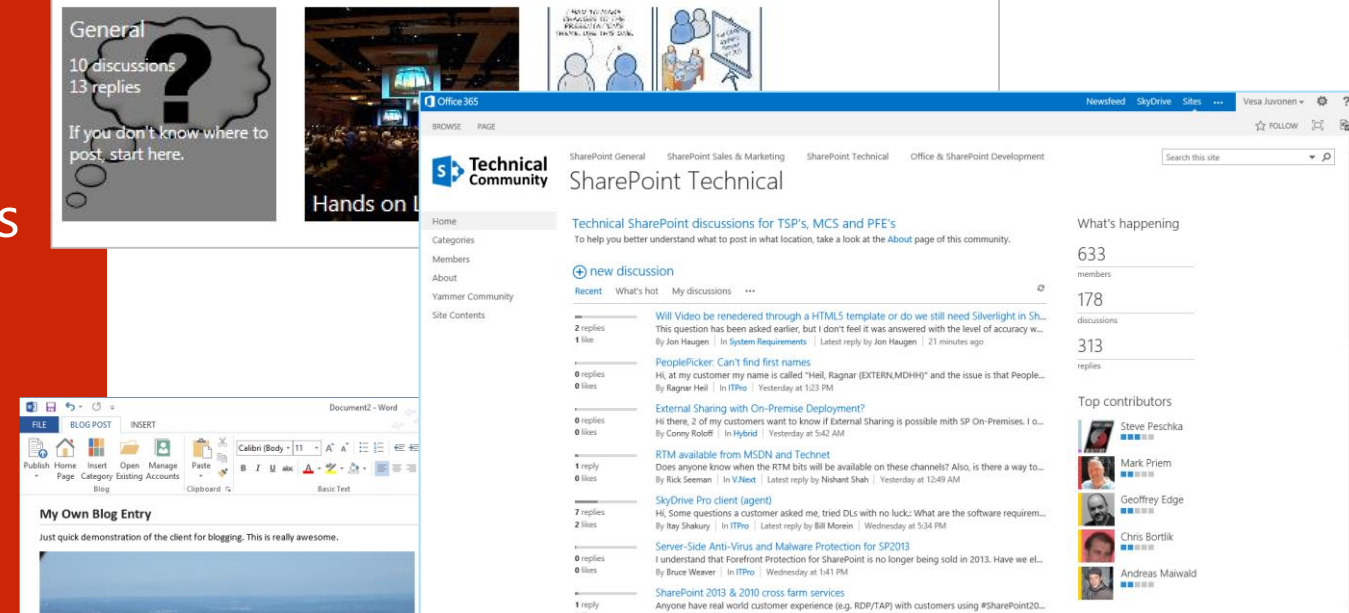 General
10 discussions
13 replies
If you don't know where to
post, start here.
Hands on L
s
Office 365
Newsfeed SkyDrive Sites ... Vesa Juvonen ?
BROWSE PAGE
FOLLOW
S Technical
Community
SharePoint General SharePoint Sales & Marketing SharePoint Technical Office & SharePoint Development
Search this site
SharePoint Technical
Home
Categories
Members
About
Yammer Community
Site Contents
Technical SharePoint discussions for TSP's, MCS and PFE's
To help you better understand what to post in what location, take a look at the About page of this community.
new discussion
Recent What's hot My discussions ...
2 replies
1 like
Will Video be renedered through a HTML5 template or do we still need Silverlight in Sh...
This question has been asked earlier, but I don't feel it was answered with the level of accuracy w...
By Jon Haugen | In System Requirements | Latest reply by Jon Haugen | 21 minutes ago
0 replies
0 likes
PeoplePicker: Can't find first names
Hi, at my customer my name is called "Heil, Ragnar (EXTERN,MDHH)" and the issue is that People...
By Ragnar Heil | In ITPro | Yesterday at 1:23 PM
0 replies
0 likes
External Sharing with On-Premise Deployment?
Hi there, 2 of my customers want to know if External Sharing is possible mith SP On-Premises. I o...
By Conny Roloff | In Hybrid | Yesterday at 5:42 AM
1 reply
0 likes
RTM available from MSDN and Technet
Does anyone know when the RTM bits will be available on these channels? Also, is there a way to...
By Rick Seeman | In V.Next | Latest reply by Nishant Shah | Yesterday at 12:49 AM
7 replies
2 likes
SkyDrive Pro client (agent)
Hi, Some questions a customer asked me, tried DLs with no luck.: What are the software requirem...
By Itay Shakury | In ITPro | Latest reply by Bill Morein | Wednesday at 5:34 PM
0 replies
0 likes
Server-Side Anti-Virus and Malware Protection for SP2013
I understand that Forefront Protection for SharePoint is no longer being sold in 2013. Have we el...
By Bruce Weaver | In ITPro | Wednesday at 1:41 PM
1 reply
SharePoint 2013 & 2010 cross farm services
Anyone have real world customer experience (e.g. RDP/TAP) with customers using #SharePoint20...
What's happening
633
members
178
discussions
313
replies
Top contributors
Steve Peschka
Mark Priem
Geoffrey Edge
Chris Bortlik
Andreas Maiwald
Document2 - Word
FILE BLOG POST INSERT
Publish Home Page Insert Category Open Existing Manage Accounts
Paste
Calibri (Body 11 A A
B I U abc A
Blog Clipboard Basic Text
My Own Blog Entry
Just quick demonstration of the client for blogging. This is really awesome.